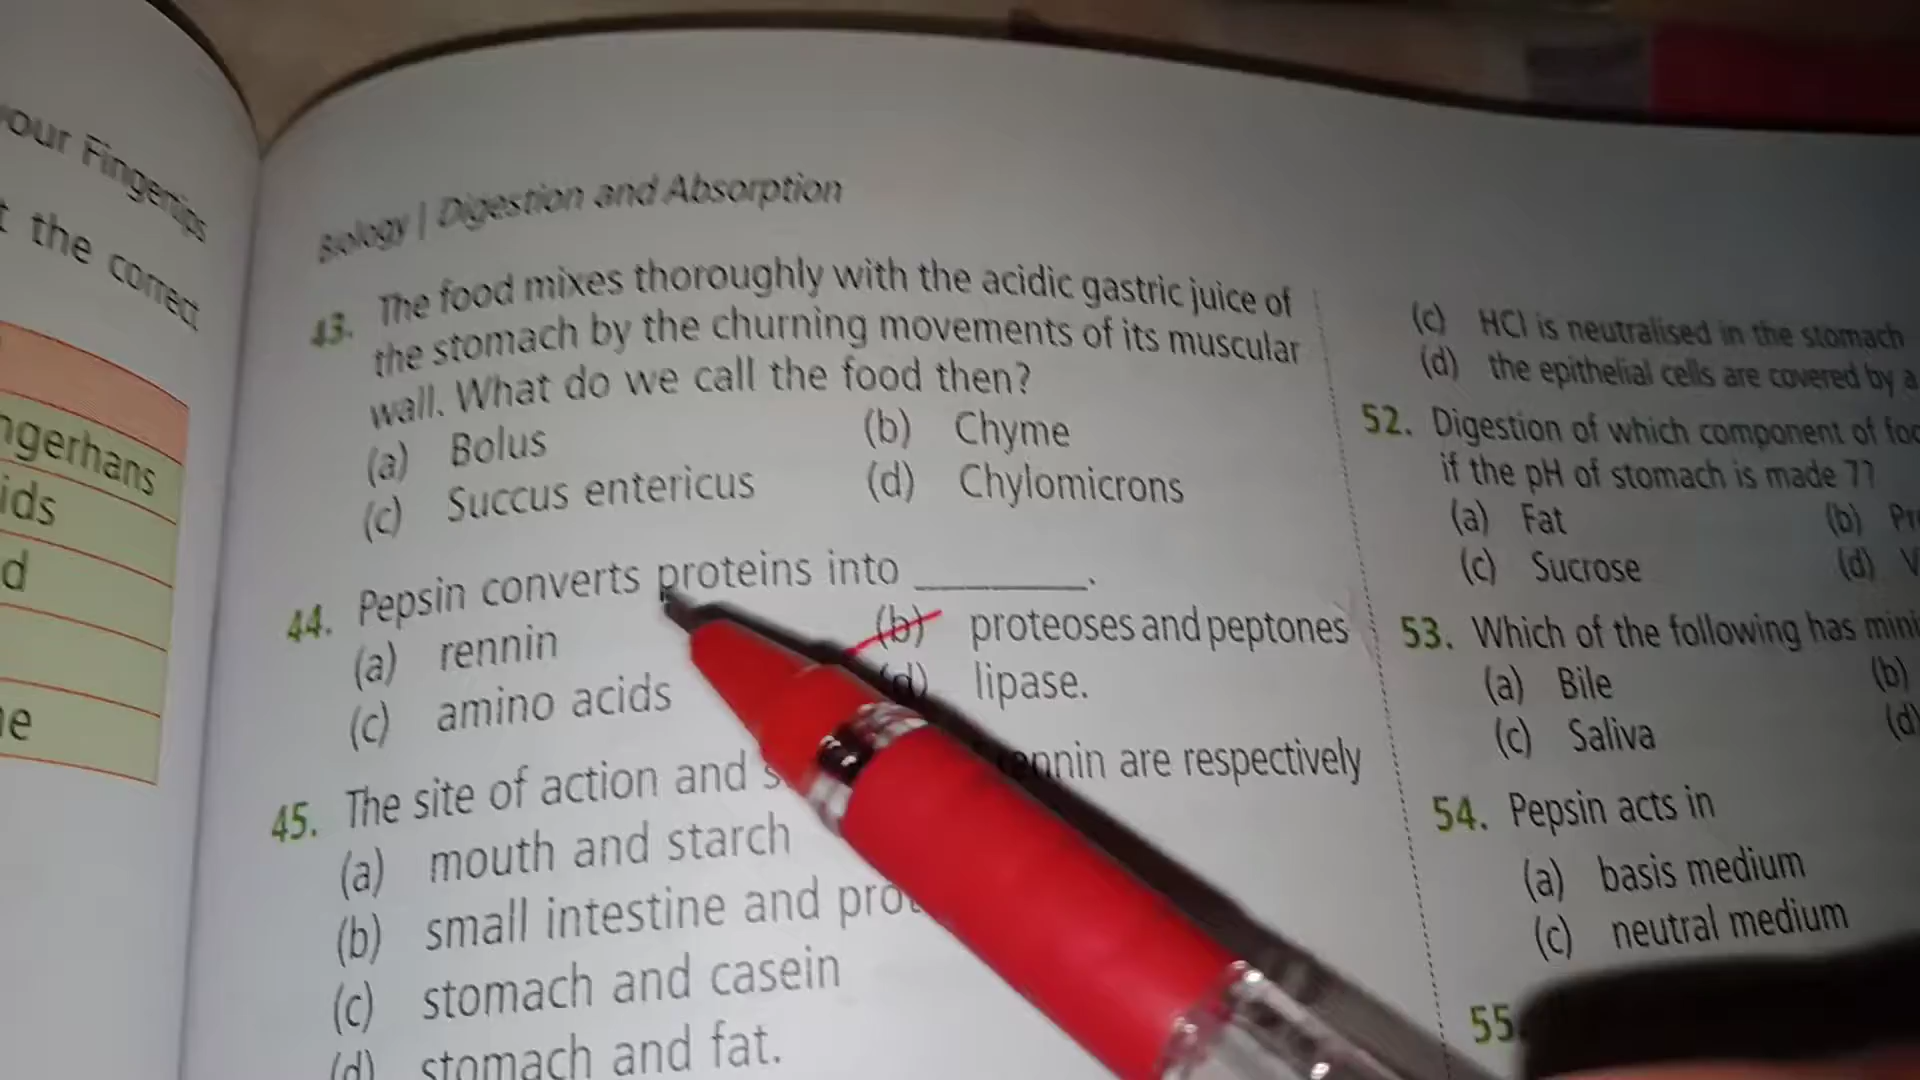 your Fingertips
t the correct
ngerhans
ids
d
ne
Biology | Digestion and Absorption
43. The food mixes thoroughly with the acidic gastric juice of
the stomach by the churning movements of its muscular
wall. What do we call the food then?
(a) Bolus (b) Chyme
(c) Succus entericus (d) Chylomicrons
44. Pepsin converts proteins into ________.
(a) rennin (b) proteoses and peptones
(c) amino acids (d) lipase.
45. The site of action and s rennin are respectively
(a) mouth and starch
(b) small intestine and prot
(c) stomach and casein
(d) stomach and fat.
(c) HCl is neutralised in the stomach
(d) the epithelial cells are covered by a
52. Digestion of which component of foo
if the pH of stomach is made 7?
(a) Fat (b) Pr
(c) Sucrose (d) V
53. Which of the following has mini
(a) Bile (b)
(c) Saliva (d)
54. Pepsin acts in
(a) basis medium
(c) neutral medium
55.